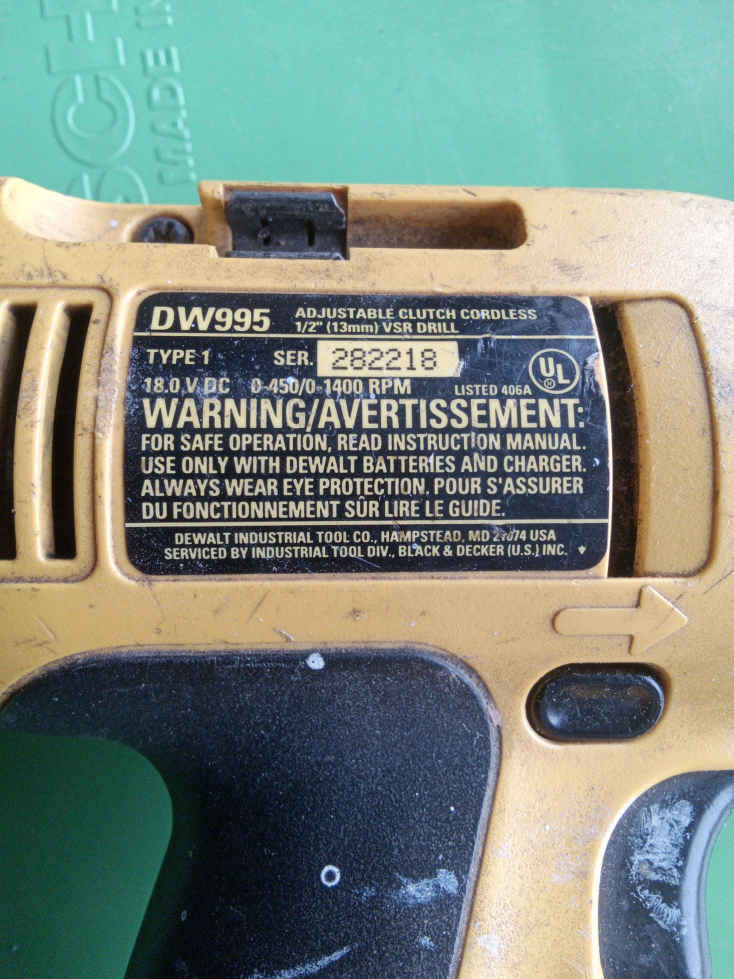 MADE IN
DW995 ADJUSTABLE CLUTCH CORDLESS
1/2" (13mm) VSR DRILL
TYPE 1 SER. 282218
18.0 V DC 0-450/0-1400 RPM LISTED 406A
UL
WARNING/AVERTISSEMENT:
FOR SAFE OPERATION, READ INSTRUCTION MANUAL.
USE ONLY WITH DEWALT BATTERIES AND CHARGER.
ALWAYS WEAR EYE PROTECTION. POUR S'ASSURER
DU FONCTIONNEMENT SÛR LIRE LE GUIDE.
DEWALT INDUSTRIAL TOOL CO., HAMPSTEAD, MD 21074 USA
SERVICED BY INDUSTRIAL TOOL DIV., BLACK & DECKER (U.S.) INC.